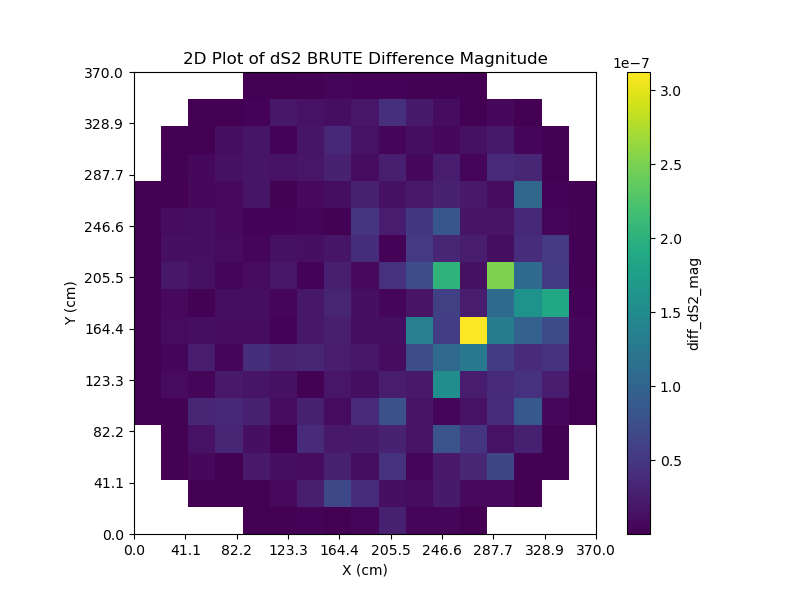 2D Plot of dS2 BRUTE Difference Magnitude
1e−7
370.0
328.9
287.7
246.6
205.5
164.4
123.3
82.2
41.1
0.0
Y (cm)
0.0 41.1 82.2 123.3 164.4 205.5 246.6 287.7 328.9 370.0
X (cm)
3.0
2.5
2.0
1.5
1.0
0.5
diff_dS2_mag